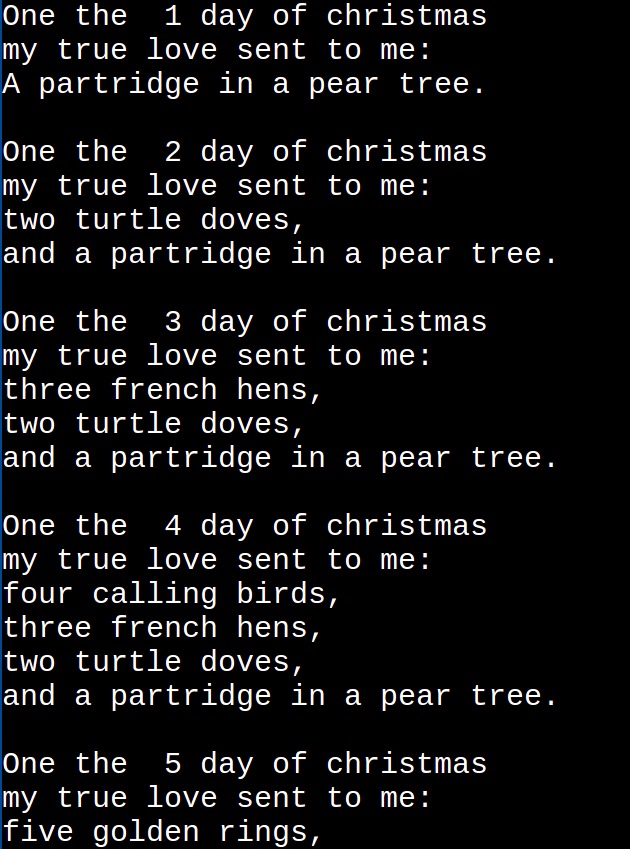 One the  1 day of christmas
my true love sent to me:
A partridge in a pear tree.

One the  2 day of christmas
my true love sent to me:
two turtle doves,
and a partridge in a pear tree.

One the  3 day of christmas
my true love sent to me:
three french hens,
two turtle doves,
and a partridge in a pear tree.

One the  4 day of christmas
my true love sent to me:
four calling birds,
three french hens,
two turtle doves,
and a partridge in a pear tree.

One the  5 day of christmas
my true love sent to me:
five golden rings,